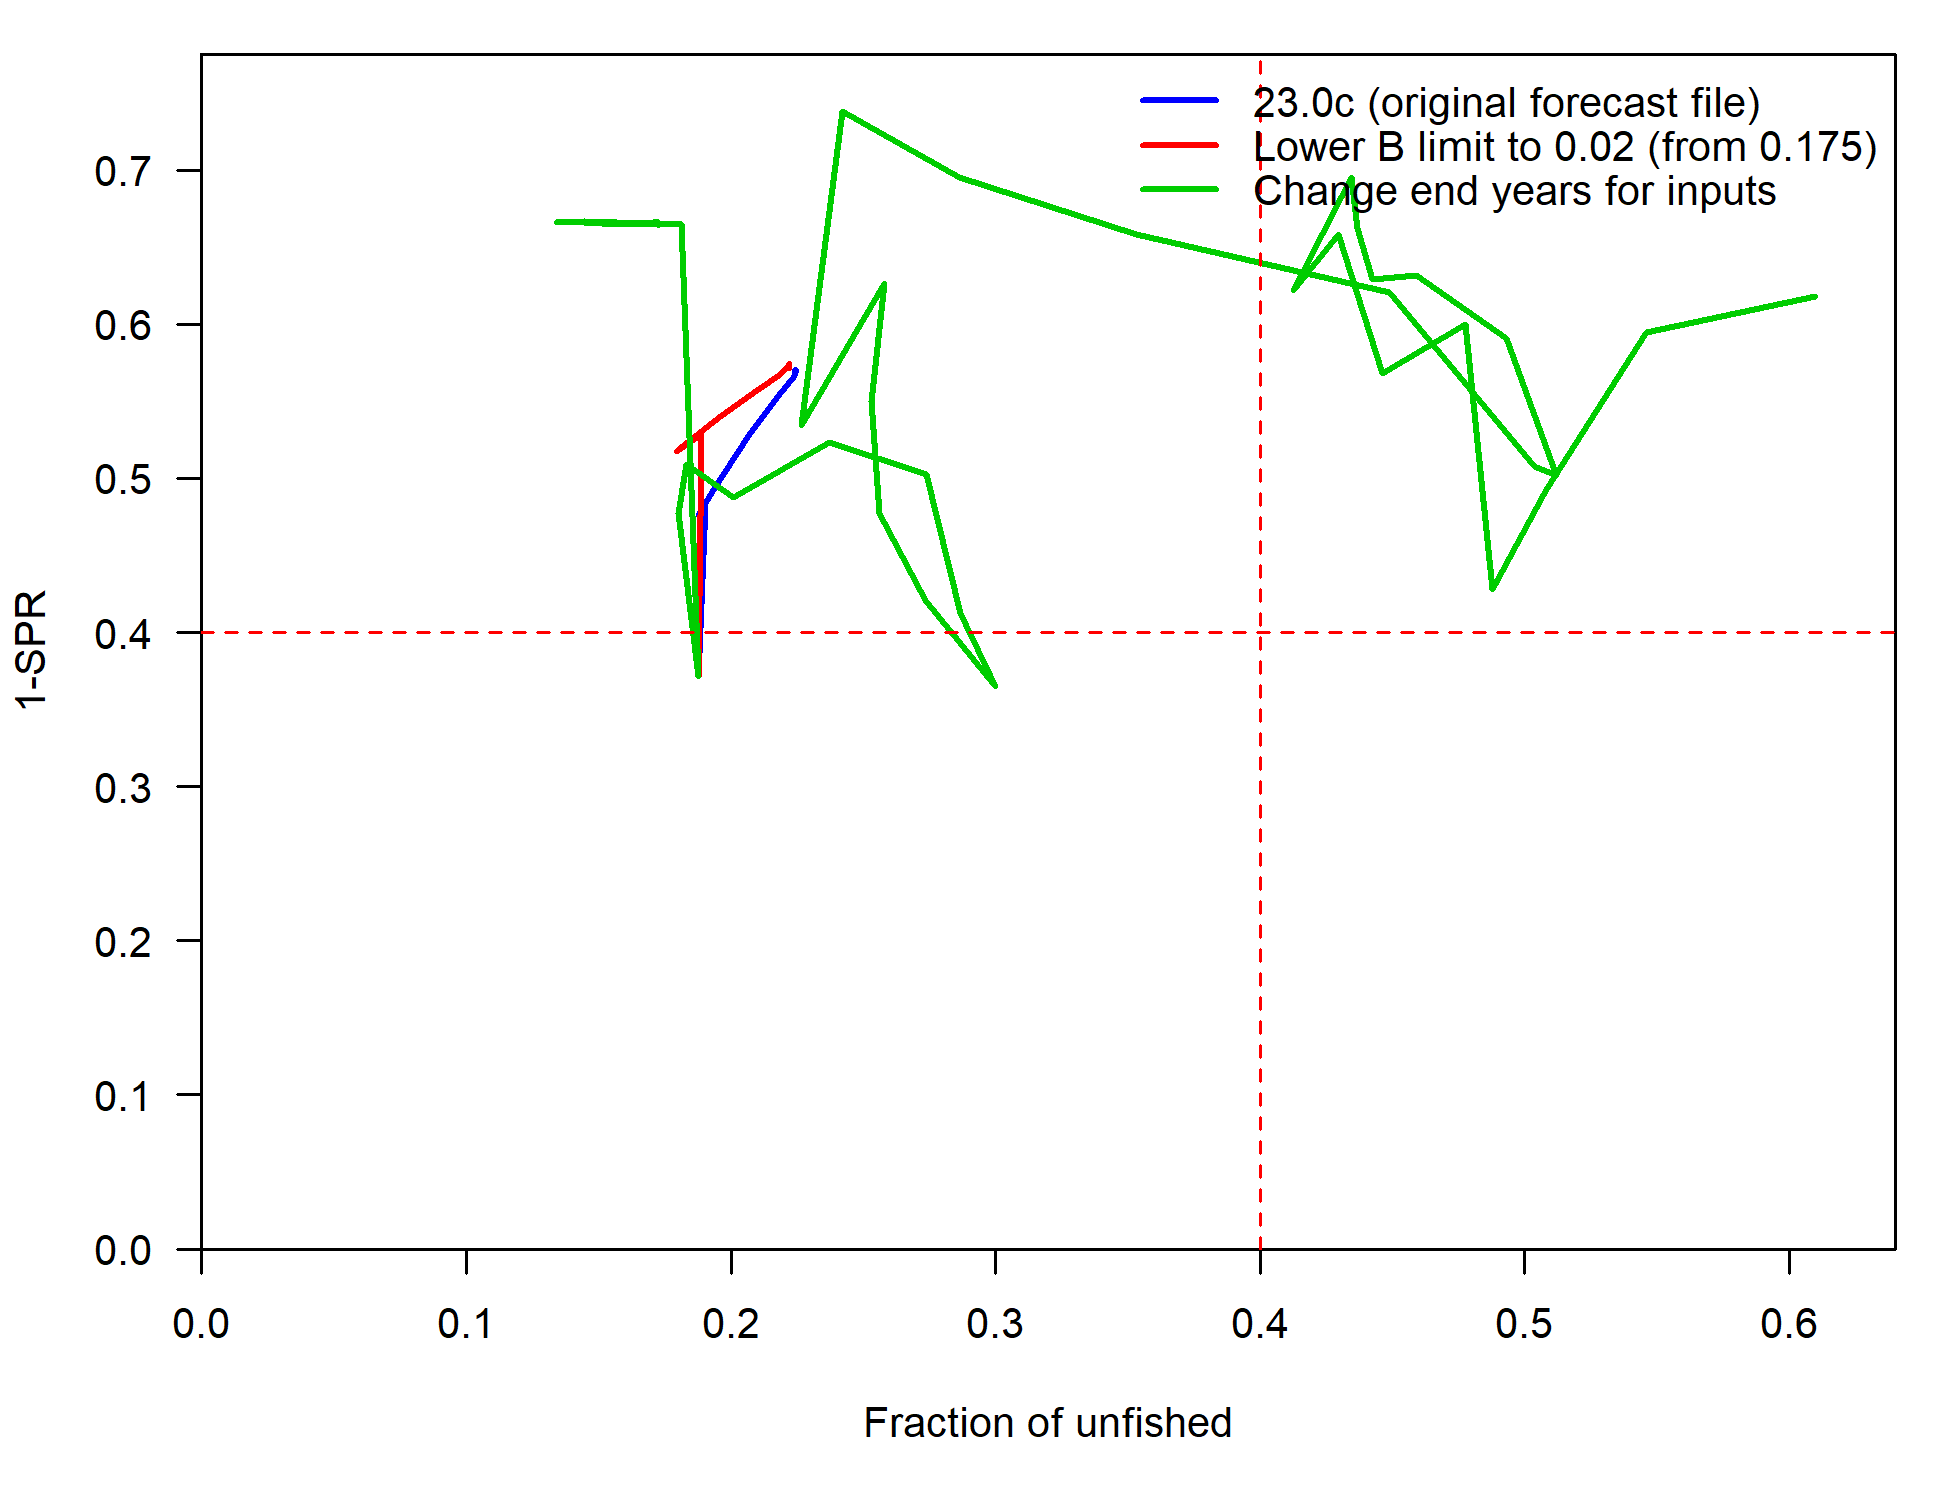 23.0c (original forecast file)
Lower B limit to 0.02 (from 0.175)
Change end years for inputs
0.7
0.6
0.5
0.4
0.3
0.2
0.1
0.0
1-SPR
0.0 0.1 0.2 0.3 0.4 0.5 0.6
Fraction of unfished